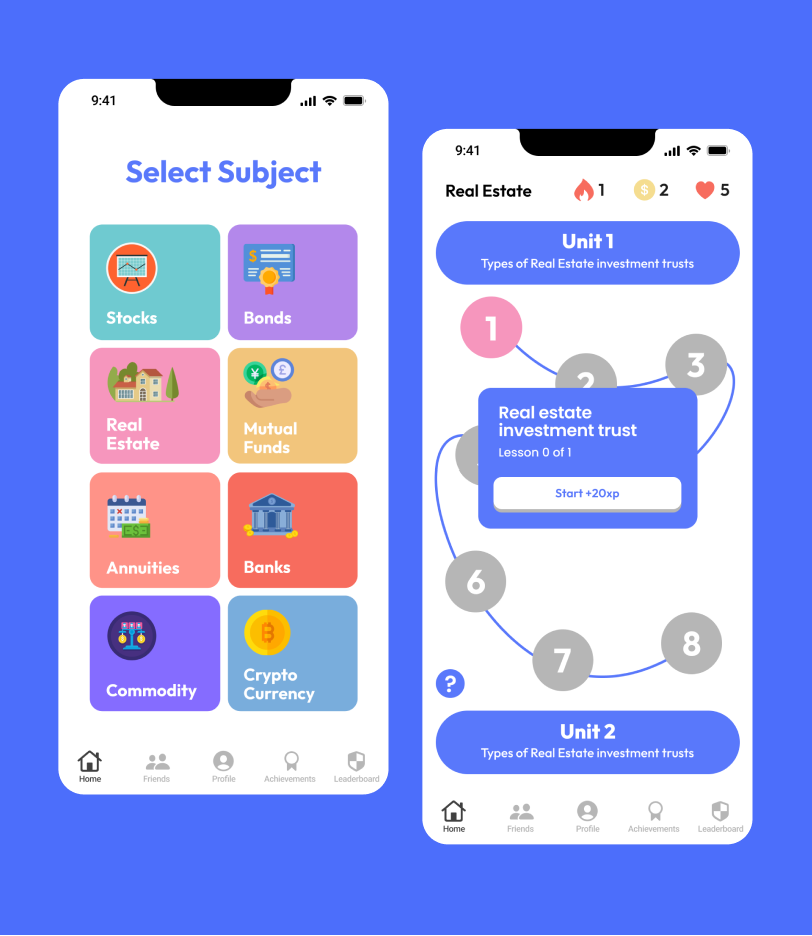 9:41
Select Subject
Stocks
Bonds
Real
Estate
Mutual
Funds
Annuities
Banks
Commodity
Crypto
Currency
Home
Friends
Profile
Achievements
Leaderboard
9:41
Real Estate
1
2
5
Unit 1
Types of Real Estate investment trusts
1
2
3
Real estate
investment trust
Lesson 0 of 1
Start +20xp
6
7
8
?
Unit 2
Types of Real Estate investment trusts
Home
Friends
Profile
Achievements
Leaderboard